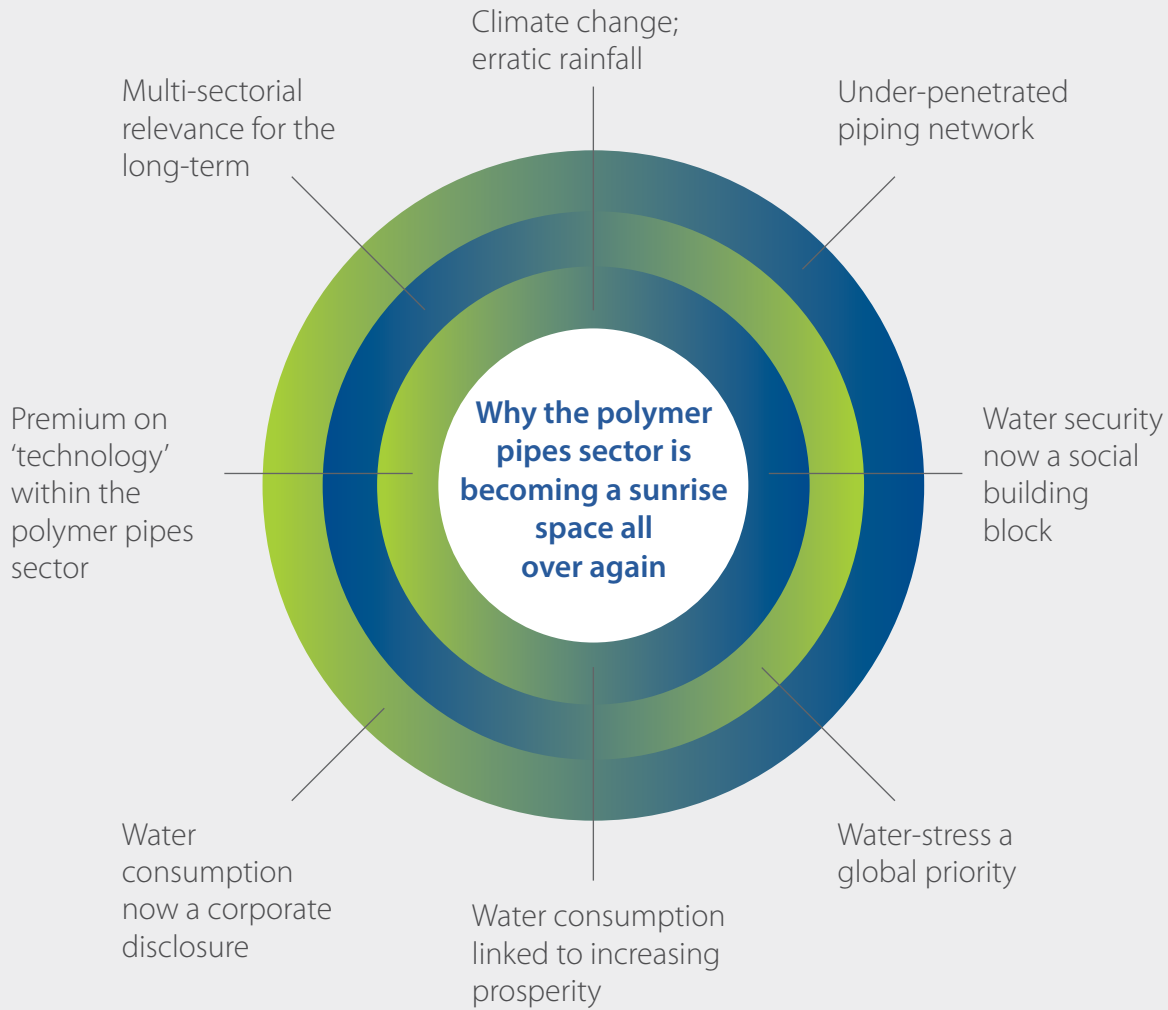 Climate change;
erratic rainfall
Multi-sectorial
relevance for the
long-term
Under-penetrated
piping network
Premium on
‘technology’
within the
polymer pipes
sector
Why the polymer
pipes sector is
becoming a sunrise
space all
over again
Water security
now a social
building
block
Water
consumption
now a corporate
disclosure
Water consumption
linked to increasing
prosperity
Water-stress a
global priority